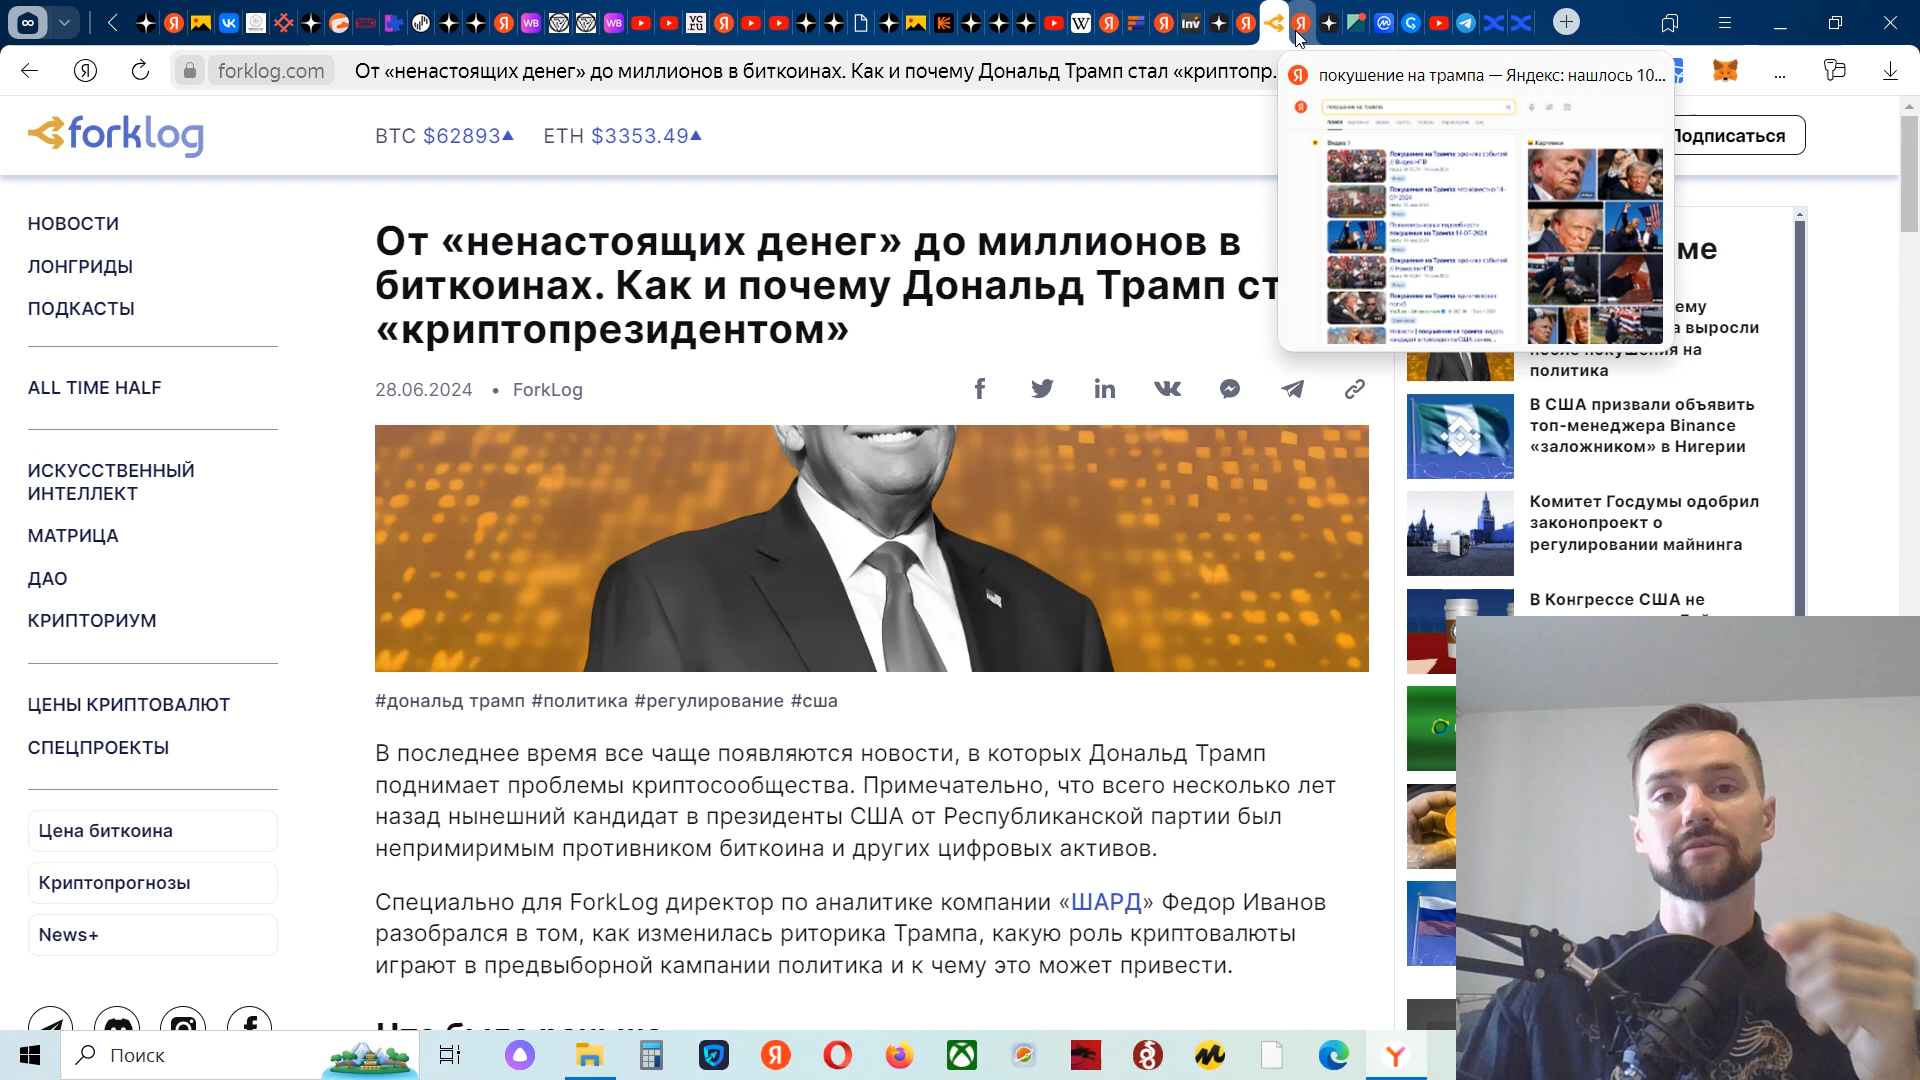 forklog.com
От «ненастоящих денег» до миллионов в биткоинах. Как и почему Дональд Трамп стал «криптопр...
покушение на трампа — Яндекс: нашлось 10...
forklog
BTC $62893
ETH $3353.49
Подписаться
НОВОСТИ
ЛОНГРИДЫ
ПОДКАСТЫ
ALL TIME HALF
ИСКУССТВЕННЫЙ
ИНТЕЛЛЕКТ
МАТРИЦА
ДАО
КРИПТОРИУМ
ЦЕНЫ КРИПТОВАЛЮТ
СПЕЦПРОЕКТЫ
Цена биткоина
Криптопрогнозы
News+
От «ненастоящих денег» до миллионов в
биткоинах. Как и почему Дональд Трамп ст
«криптопрезидентом»
28.06.2024 • ForkLog
#дональд трамп #политика #регулирование #сша
В последнее время все чаще появляются новости, в которых Дональд Трамп
поднимает проблемы криптосообщества. Примечательно, что всего несколько лет
назад нынешний кандидат в президенты США от Республиканской партии был
непримиримым противником биткоина и других цифровых активов.
Специально для ForkLog директор по аналитике компании «ШАРД» Федор Иванов
разобрался в том, как изменилась риторика Трампа, какую роль криптовалюты
играют в предвыборной кампании политика и к чему это может привести.
ме
ему
а выросли
после покушения на
политика
В США призвали объявить
топ-менеджера Binance
«заложником» в Нигерии
Комитет Госдумы одобрил
законопроект о
регулировании майнинга
В Конгрессе США не
Поиск